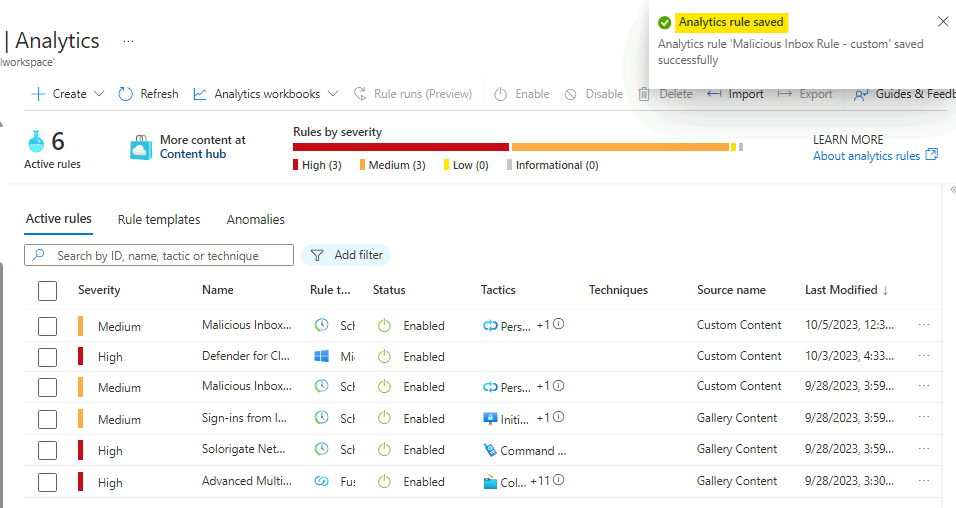 Analytics rule saved
Analytics rule 'Malicious Inbox Rule - custom' saved
successfully
| Analytics ...
lworkspace'
Create Refresh Analytics workbooks Rule runs (Preview) Enable Disable Delete Import Export Guides & Feedb
6
Active rules
More content at
Content hub
Rules by severity
High (3) Medium (3) Low (0) Informational (0)
LEARN MORE
About analytics rules
Active rules Rule templates Anomalies
Search by ID, name, tactic or technique Add filter
Severity Name Rule t... Status Tactics Techniques Source name Last Modified ↓
Medium Malicious Inbox... Sch Enabled Pers... +1 Custom Content 10/5/2023, 12:3... ...
High Defender for Cl... Mi Enabled Custom Content 10/3/2023, 4:33... ...
Medium Malicious Inbox... Sch Enabled Pers... +1 Custom Content 9/28/2023, 3:59... ...
Medium Sign-ins from I... Sch Enabled Initi... +1 Gallery Content 9/28/2023, 3:59... ...
High Solorigate Net... Sch Enabled Command ... Gallery Content 9/28/2023, 3:59... ...
High Advanced Multi... Fus Enabled Col... +11 Gallery Content 9/28/2023, 3:30... ...